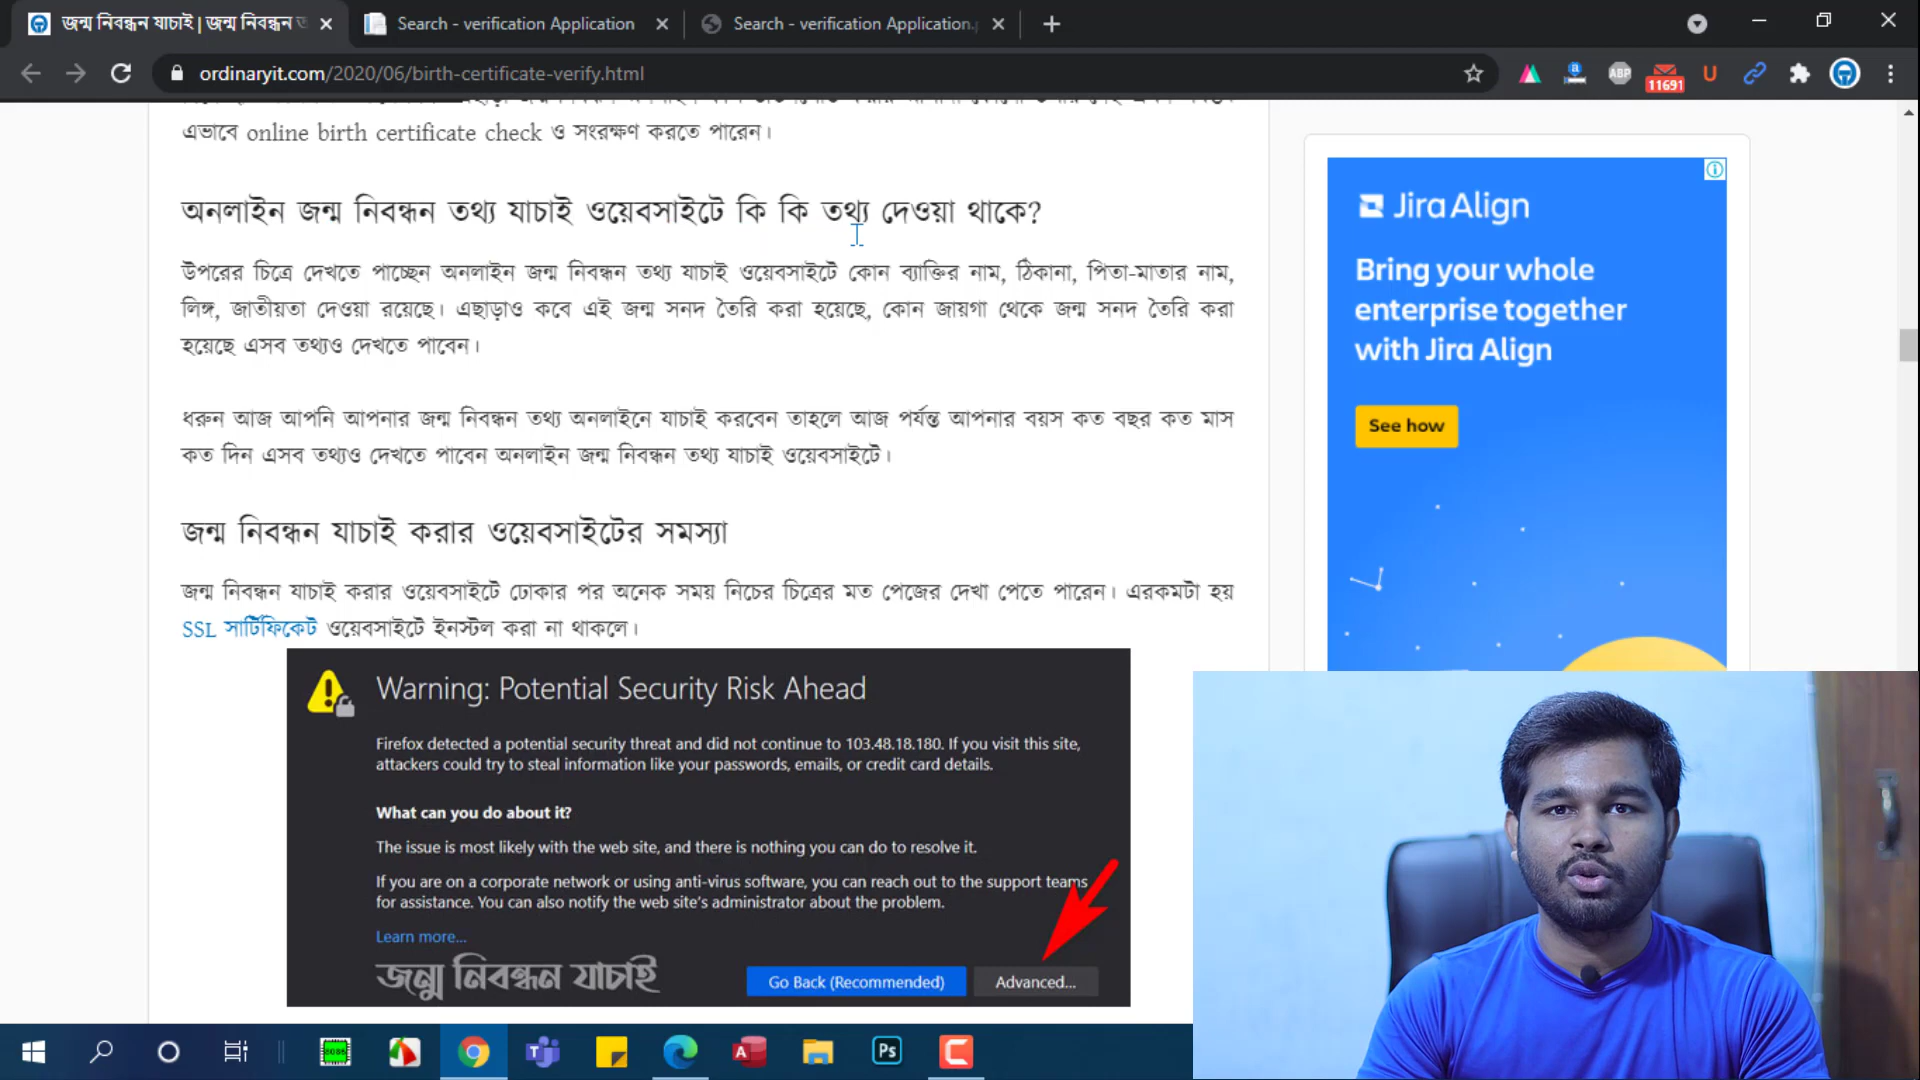 জন্ম নিবন্ধন যাচাই | জন্ম নিবন্ধন ত
Search - verification Application
Search - verification Application.
ordinaryit.com/2020/06/birth-certificate-verify.html
ABP
11691
U
এভাবে online birth certificate check ও সংরক্ষণ করতে পারেন।
অনলাইন জন্ম নিবন্ধন তথ্য যাচাই ওয়েবসাইটে কি কি তথ্য দেওয়া থাকে?
উপরের চিত্রে দেখতে পাচ্ছেন অনলাইন জন্ম নিবন্ধন তথ্য যাচাই ওয়েবসাইটে কোন ব্যাক্তির নাম, ঠিকানা, পিতা-মাতার নাম,
লিঙ্গ, জাতীয়তা দেওয়া রয়েছে। এছাড়াও কবে এই জন্ম সনদ তৈরি করা হয়েছে, কোন জায়গা থেকে জন্ম সনদ তৈরি করা
হয়েছে এসব তথ্যও দেখতে পাবেন।
ধরুন আজ আপনি আপনার জন্ম নিবন্ধন তথ্য অনলাইনে যাচাই করবেন তাহলে আজ পর্যন্ত আপনার বয়স কত বছর কত মাস
কত দিন এসব তথ্যও দেখতে পাবেন অনলাইন জন্ম নিবন্ধন তথ্য যাচাই ওয়েবসাইটে।
জন্ম নিবন্ধন যাচাই করার ওয়েবসাইটের সমস্যা
জন্ম নিবন্ধন যাচাই করার ওয়েবসাইটে ঢোকার পর অনেক সময় নিচের চিত্রের মত পেজের দেখা পেতে পারেন। এরকমটা হয়
SSL সার্টিফিকেট ওয়েবসাইটে ইনস্টল করা না থাকলে।
Warning: Potential Security Risk Ahead
Firefox detected a potential security threat and did not continue to 103.48.18.180. If you visit this site,
attackers could try to steal information like your passwords, emails, or credit card details.
What can you do about it?
The issue is most likely with the web site, and there is nothing you can do to resolve it.
If you are on a corporate network or using anti-virus software, you can reach out to the support teams
for assistance. You can also notify the web site's administrator about the problem.
Learn more...
জন্ম নিবন্ধন যাচাই
Go Back (Recommended)
Advanced...
Jira Align
Bring your whole
enterprise together
with Jira Align
See how
8086
Ps